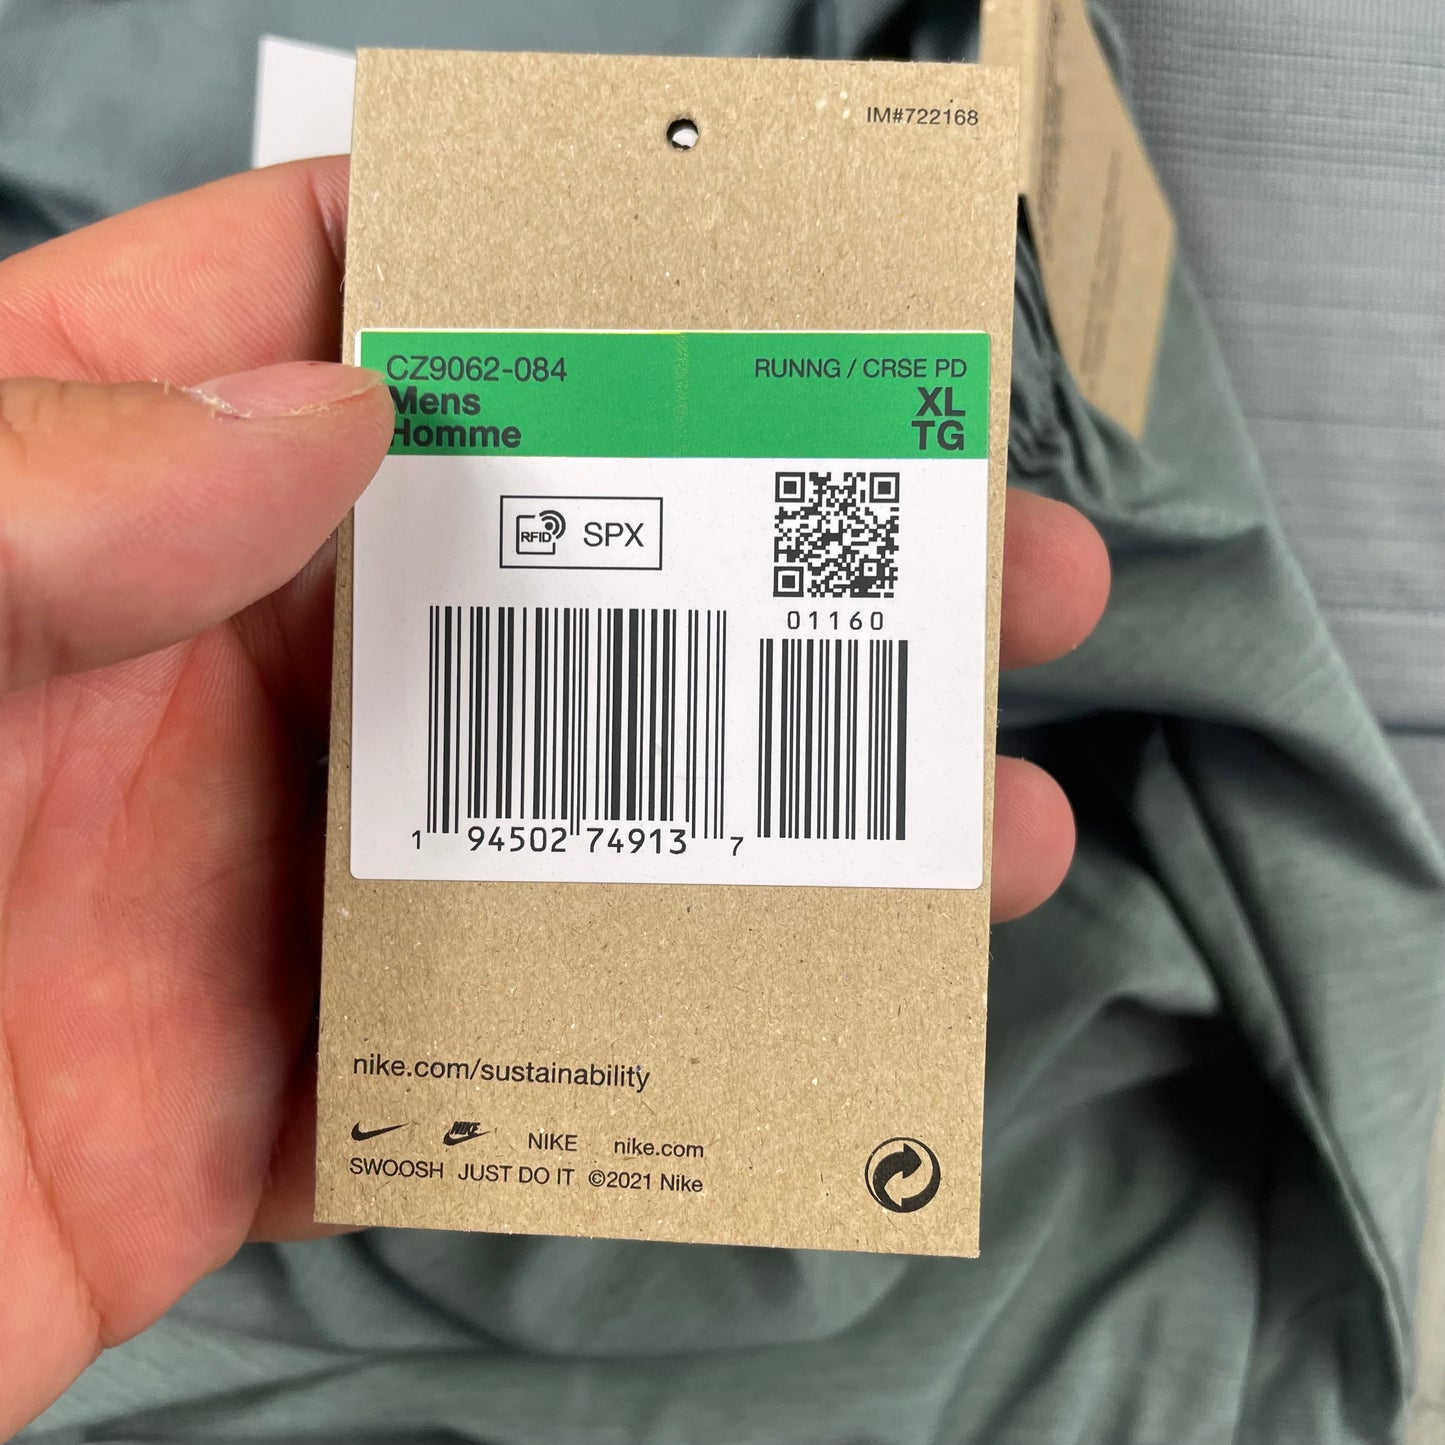 IM#722168
CZ9062-084
RUNNG / CRSE PD
Mens
XL
Homme
TG
RFID SPX
01160
1 94502 74913 7
nike.com/sustainability
NIKE NIKE nike.com
SWOOSH JUST DO IT ©2021 Nike